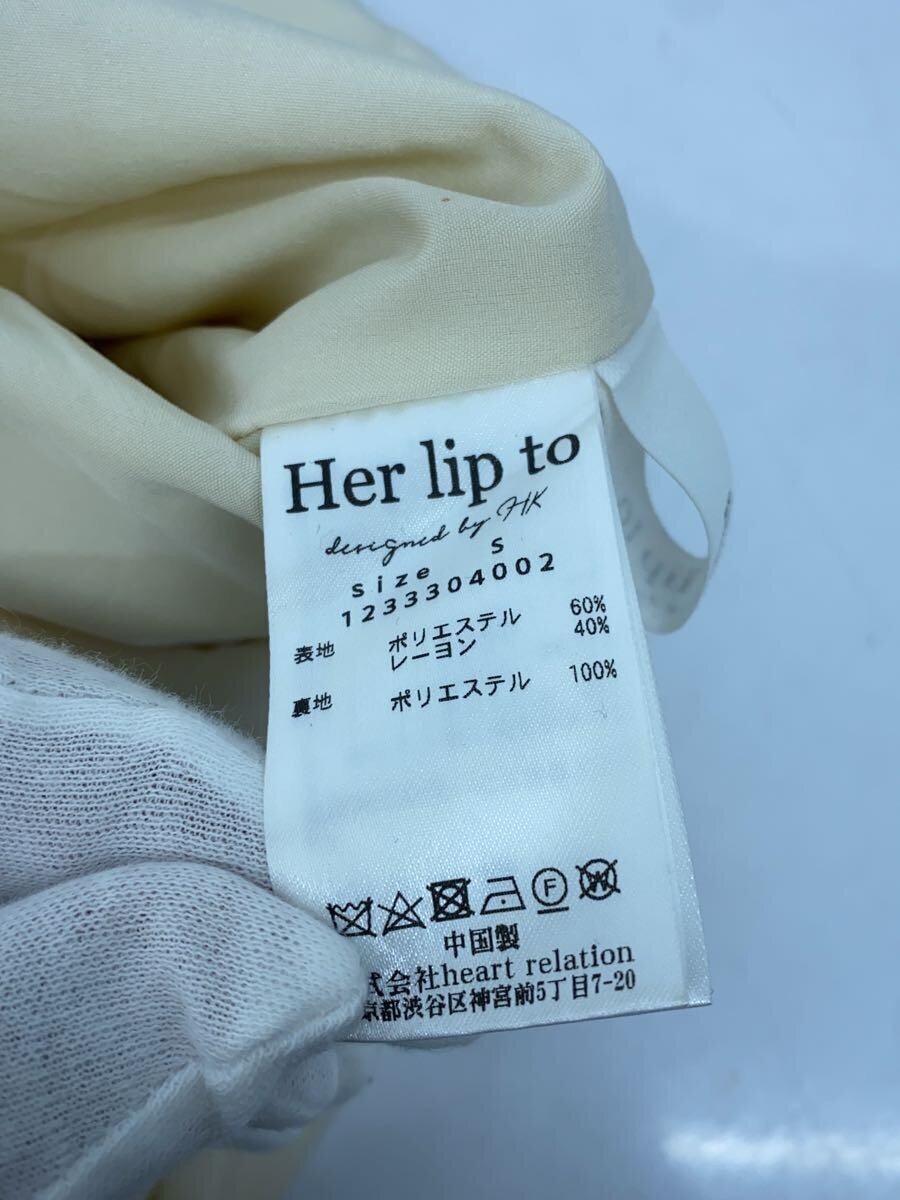 Her lip to
designed by HK
size S
1233304002
表地 ポリエステル 60%
レーヨン 40%
裏地 ポリエステル 100%
F
W
中国製
式会社heart relation
京都渋谷区神宮前5丁目7-20